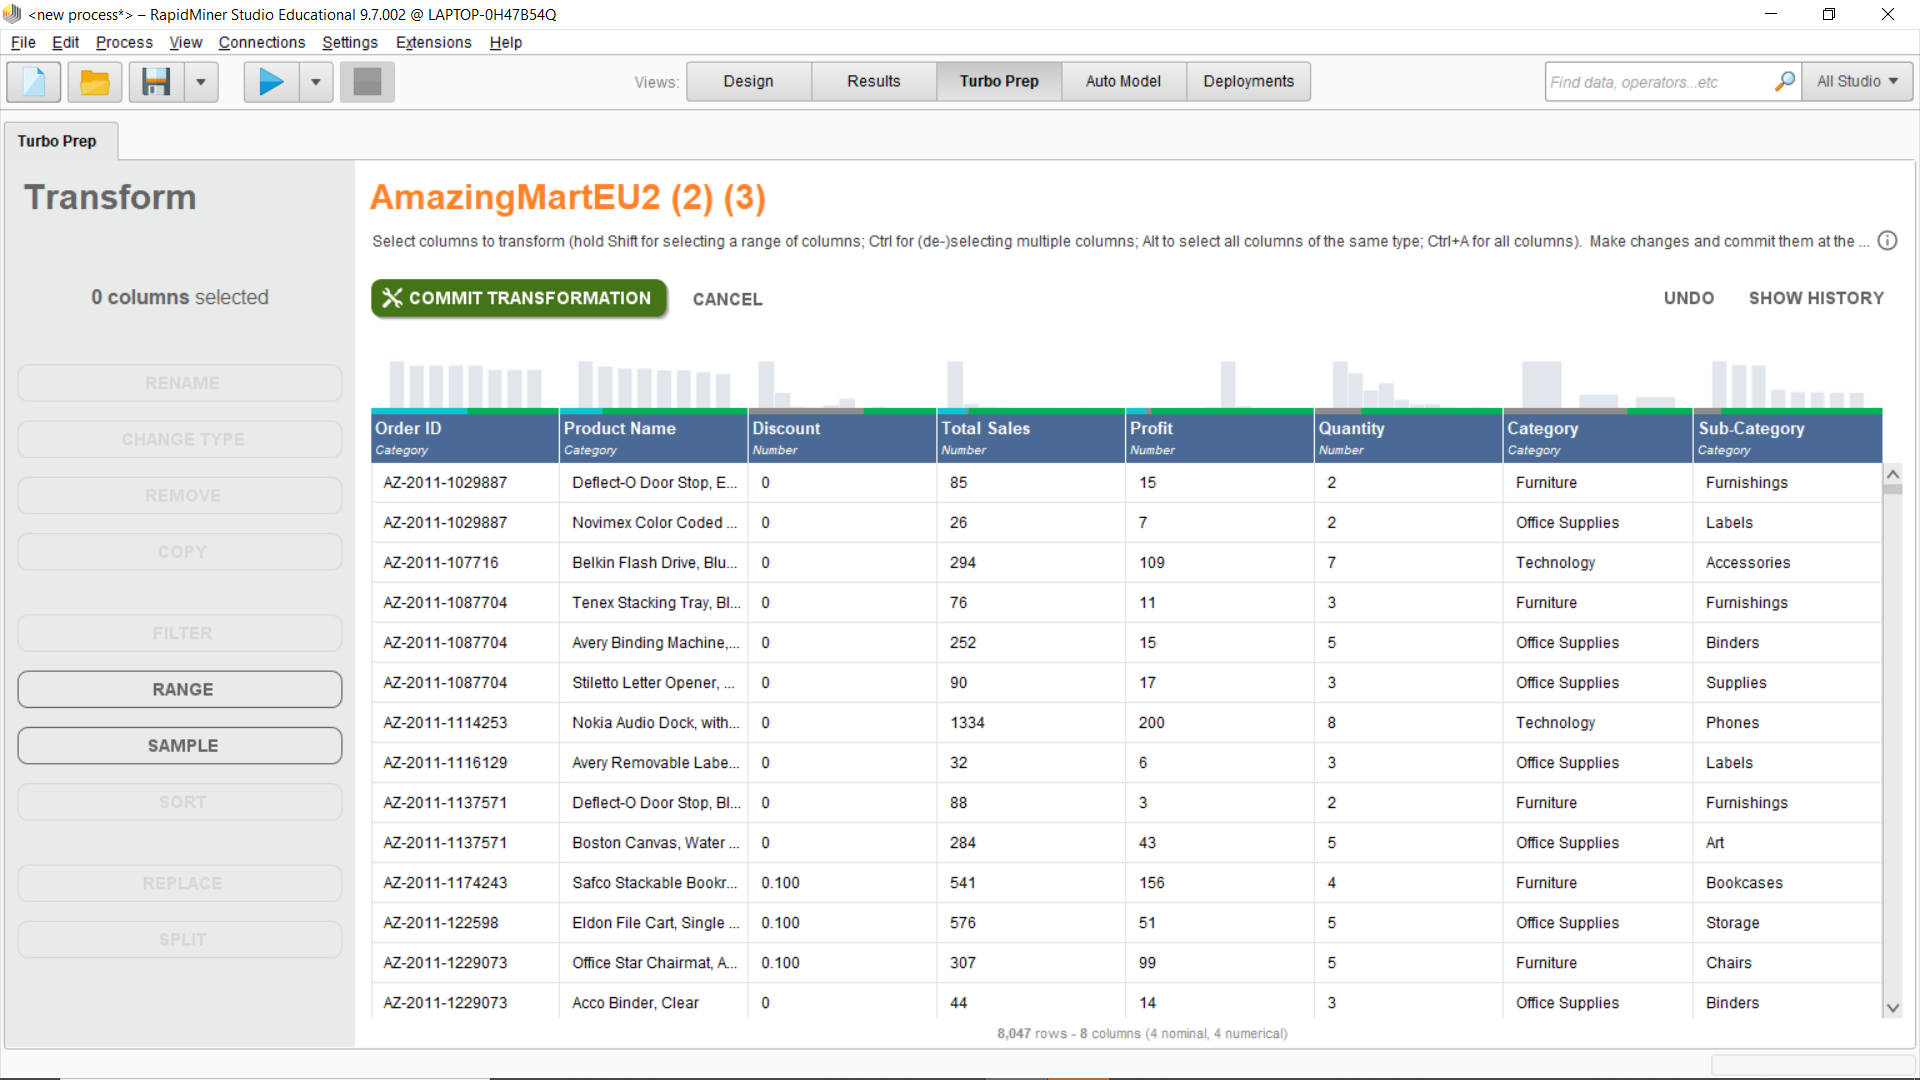 <new process*> – RapidMiner Studio Educational 9.7.002 @ LAPTOP-0H47B54Q
File Edit Process View Connections Settings Extensions Help
Views: Design Results Turbo Prep Auto Model Deployments Find data, operators...etc All Studio
Turbo Prep
Transform
AmazingMartEU2 (2) (3)
Select columns to transform (hold Shift for selecting a range of columns; Ctrl for (de-)selecting multiple columns; Alt to select all columns of the same type; Ctrl+A for all columns). Make changes and commit them at the ...
0 columns selected
COMMIT TRANSFORMATION CANCEL UNDO SHOW HISTORY
RENAME
CHANGE TYPE
REMOVE
COPY
FILTER
RANGE
SAMPLE
SORT
REPLACE
SPLIT
Order ID Product Name Discount Total Sales Profit Quantity Category Sub-Category
Category Category Number Number Number Number Category Category
AZ-2011-1029887 Deflect-O Door Stop, E... 0 85 15 2 Furniture Furnishings
AZ-2011-1029887 Novimex Color Coded ... 0 26 7 2 Office Supplies Labels
AZ-2011-107716 Belkin Flash Drive, Blu... 0 294 109 7 Technology Accessories
AZ-2011-1087704 Tenex Stacking Tray, Bl... 0 76 11 3 Furniture Furnishings
AZ-2011-1087704 Avery Binding Machine,... 0 252 15 5 Office Supplies Binders
AZ-2011-1087704 Stiletto Letter Opener, ... 0 90 17 3 Office Supplies Supplies
AZ-2011-1114253 Nokia Audio Dock, with... 0 1334 200 8 Technology Phones
AZ-2011-1116129 Avery Removable Labe... 0 32 6 3 Office Supplies Labels
AZ-2011-1137571 Deflect-O Door Stop, Bl... 0 88 3 2 Furniture Furnishings
AZ-2011-1137571 Boston Canvas, Water ... 0 284 43 5 Office Supplies Art
AZ-2011-1174243 Safco Stackable Bookr... 0.100 541 156 4 Furniture Bookcases
AZ-2011-122598 Eldon File Cart, Single ... 0.100 576 51 5 Office Supplies Storage
AZ-2011-1229073 Office Star Chairmat, A... 0.100 307 99 5 Furniture Chairs
AZ-2011-1229073 Acco Binder, Clear 0 44 14 3 Office Supplies Binders
8,047 rows - 8 columns (4 nominal, 4 numerical)